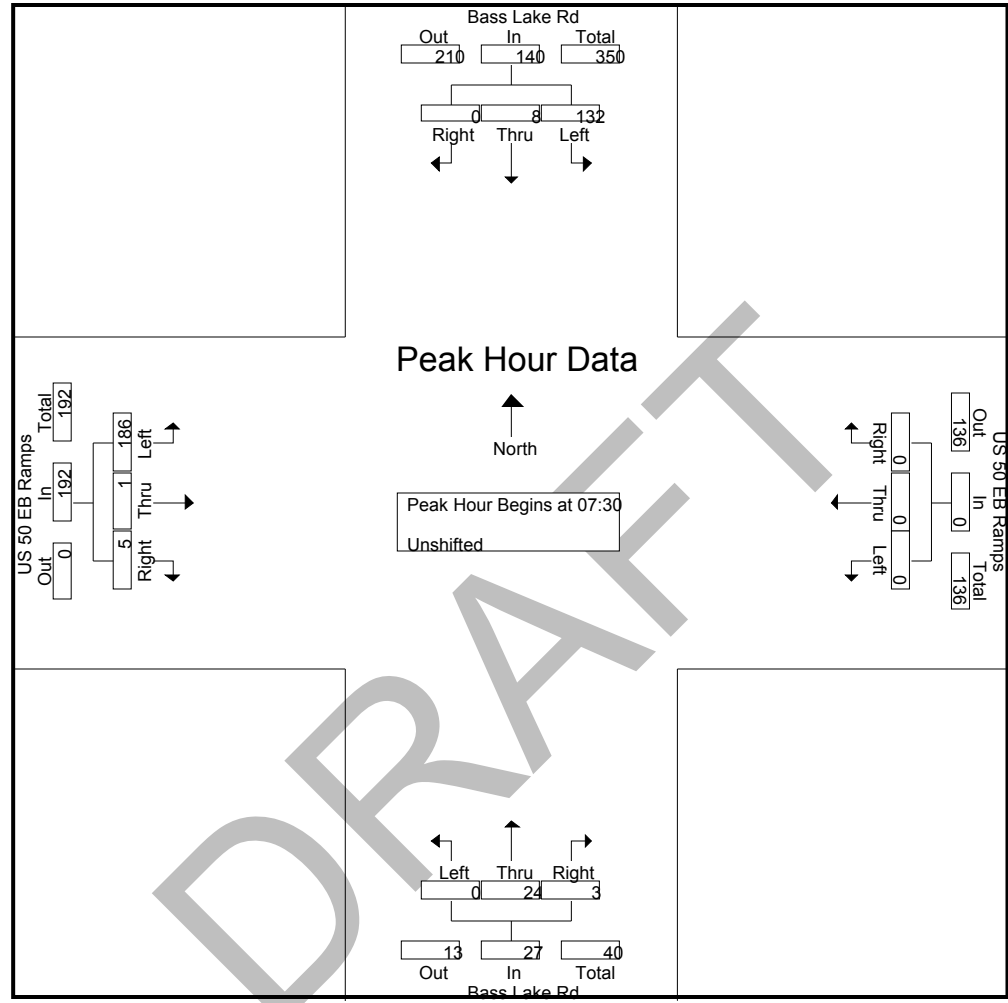 Bass Lake Rd
Out In Total
210 140 350
0 8 132
Right Thru Left
Peak Hour Data
North
Peak Hour Begins at 07:30
Unshifted
US 50 EB Ramps
Total In Out
192 192 0
186 1 5
Left Thru Right
US 50 EB Ramps
Out In Total
136 0 136
0 0 0
Right Thru Left
DRAFT
Left Thru Right
0 24 3
13 27 40
Out In Total
Bass Lake Rd